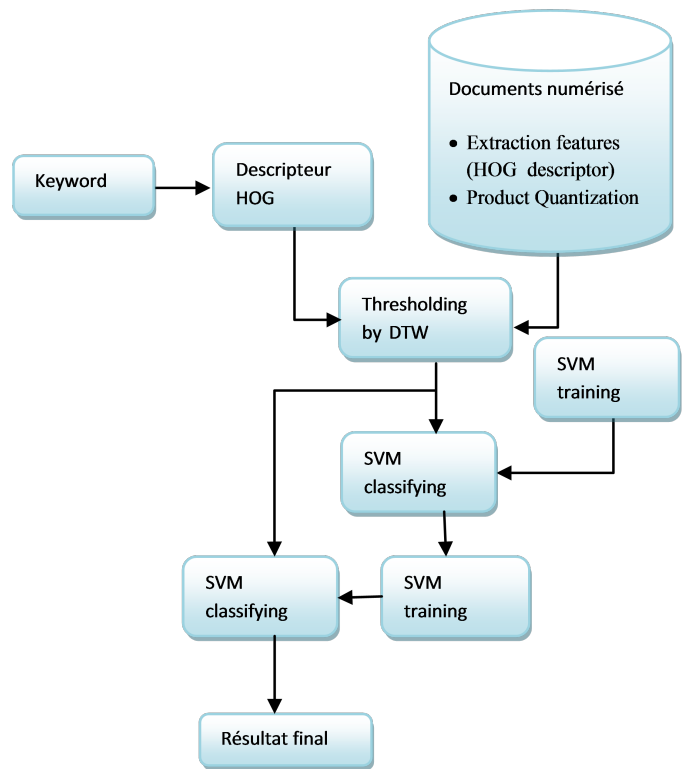 Documents numérisé
• Extraction features
(HOG descriptor)
• Product Quantization
Keyword
Descripteur
HOG
Thresholding
by DTW
SVM
training
SVM
classifying
SVM
classifying
SVM
training
Résultat final